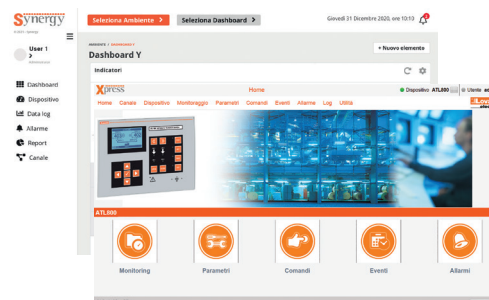 Synergy
Seleziona Ambiente >
Seleziona Dashboard >
Giovedì 31 Dicembre 2020, ore 10:13
User 1
>
Dashboard
Dispositivo
Data log
Allarme
Report
Canale
Dashboard Y
+ Nuovo elemento
Indicatori
Xpress
Home
Dispositivo ATL800
Utente
Home Canale Dispositivo Monitoraggio Parametri Comandi Eventi Allarme Log Utilità
ATL800
Monitoring
Parametri
Comandi
Eventi
Allarmi